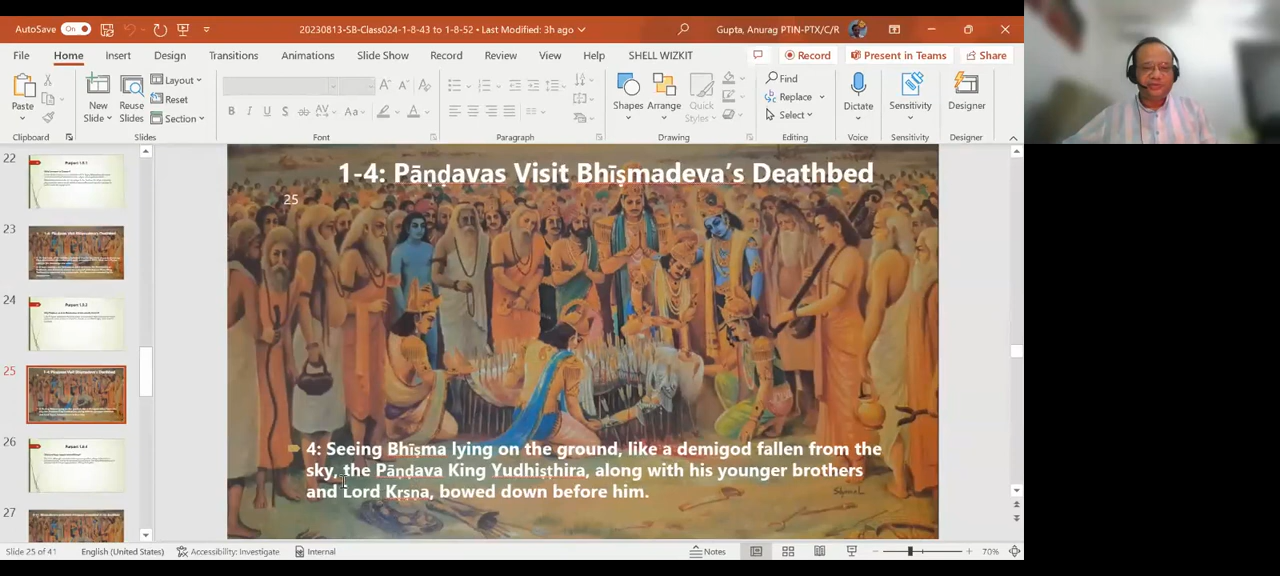 AutoSave On 20230813-SB-Class024-1-8-43 to 1-8-52 • Last Modified: 3h ago Gupta, Anurag PTIN-PTX/C/R
File Home Insert Design Transitions Animations Slide Show Record Review View Help SHELL WIZKIT Record Present in Teams Share
Paste
New Slide
Reuse Slides
Layout
Reset
Section
B I U S ab AV Aa A
Shapes Arrange Quick Styles
Find
Replace
Select
Dictate Sensitivity Designer
Clipboard Slides Font Paragraph Drawing Editing Voice Sensitivity Designer
22
23
24
25
26
27
1-4: Pāṇḍavas Visit Bhīṣmadeva’s Deathbed
25
4: Seeing Bhīṣma lying on the ground, like a demigod fallen from the
sky, the Pāṇḍava King Yudhiṣṭhira, along with his younger brothers
and Lord Kṛṣṇa, bowed down before him.
Slide 25 of 41 English (United States) Accessibility: Investigate Internal Notes 70%